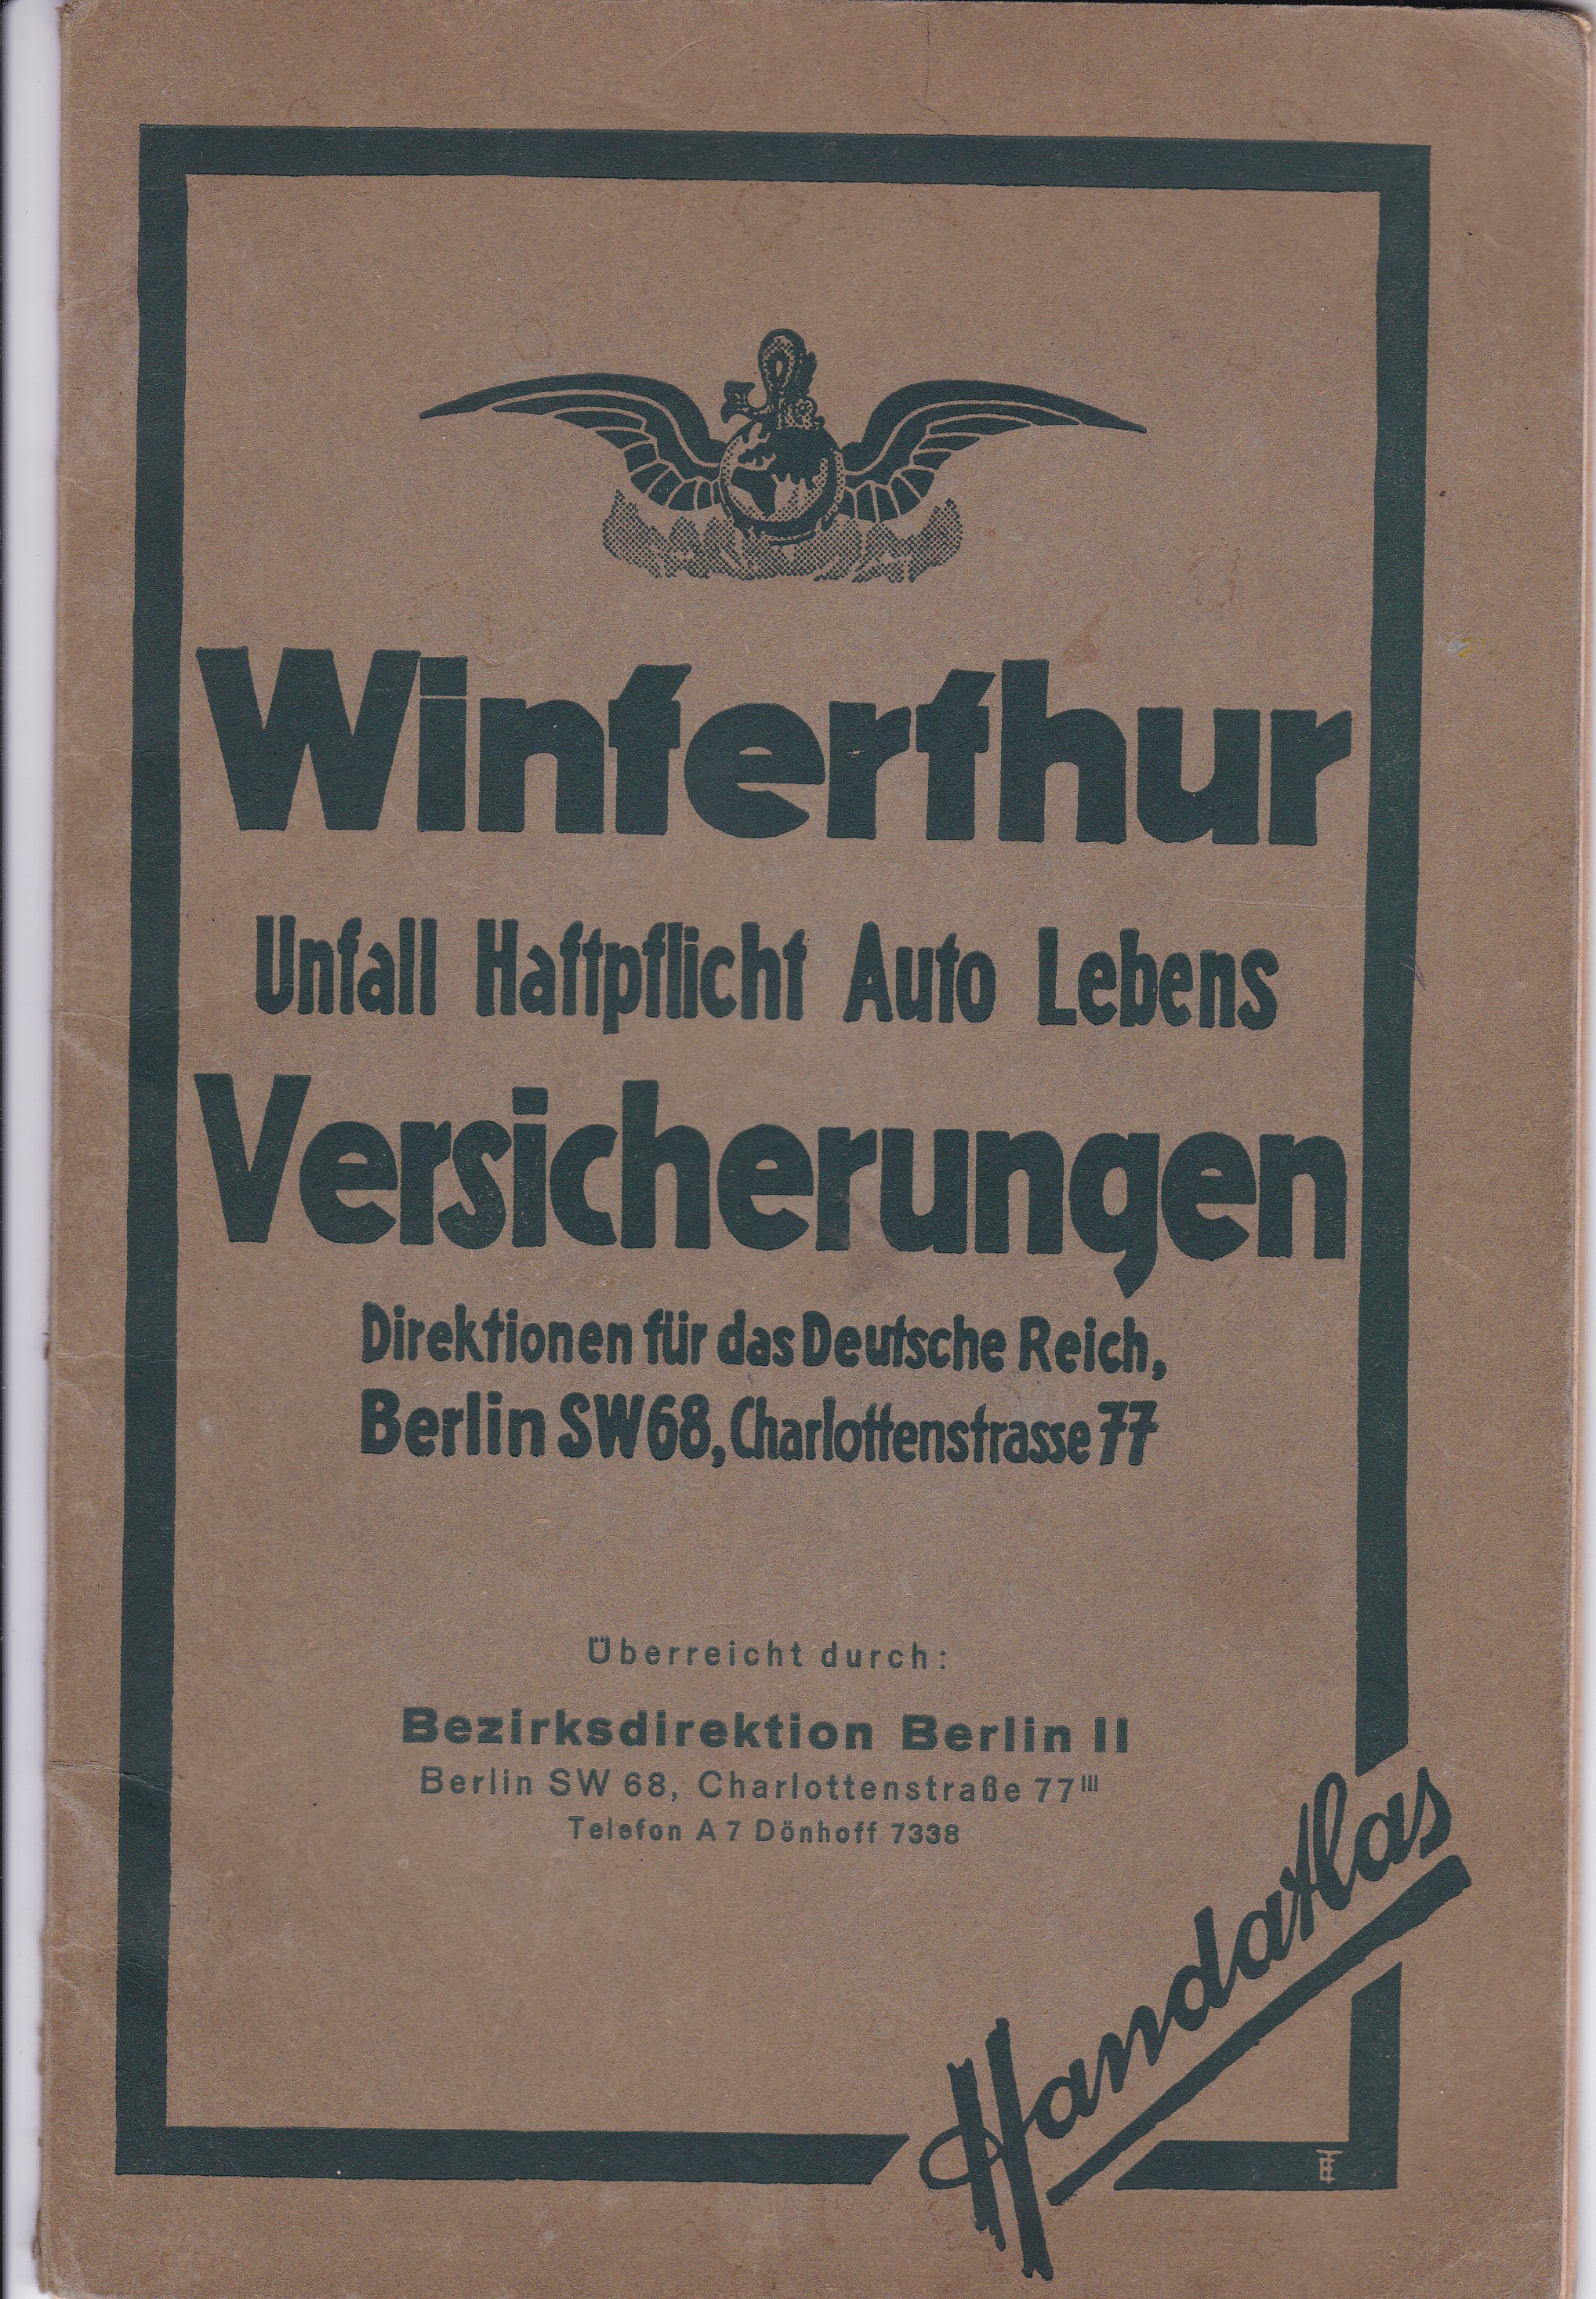 Winterthur
Unfall Haftpflicht Auto Lebens
Versicherungen
Direktionen für das Deutsche Reich,
Berlin SW68, Charlottenstrasse 77
Überreicht durch:
Bezirksdirektion Berlin II
Berlin SW 68, Charlottenstraße 77III
Telefon A 7 Dönhoff 7338
Handatlas